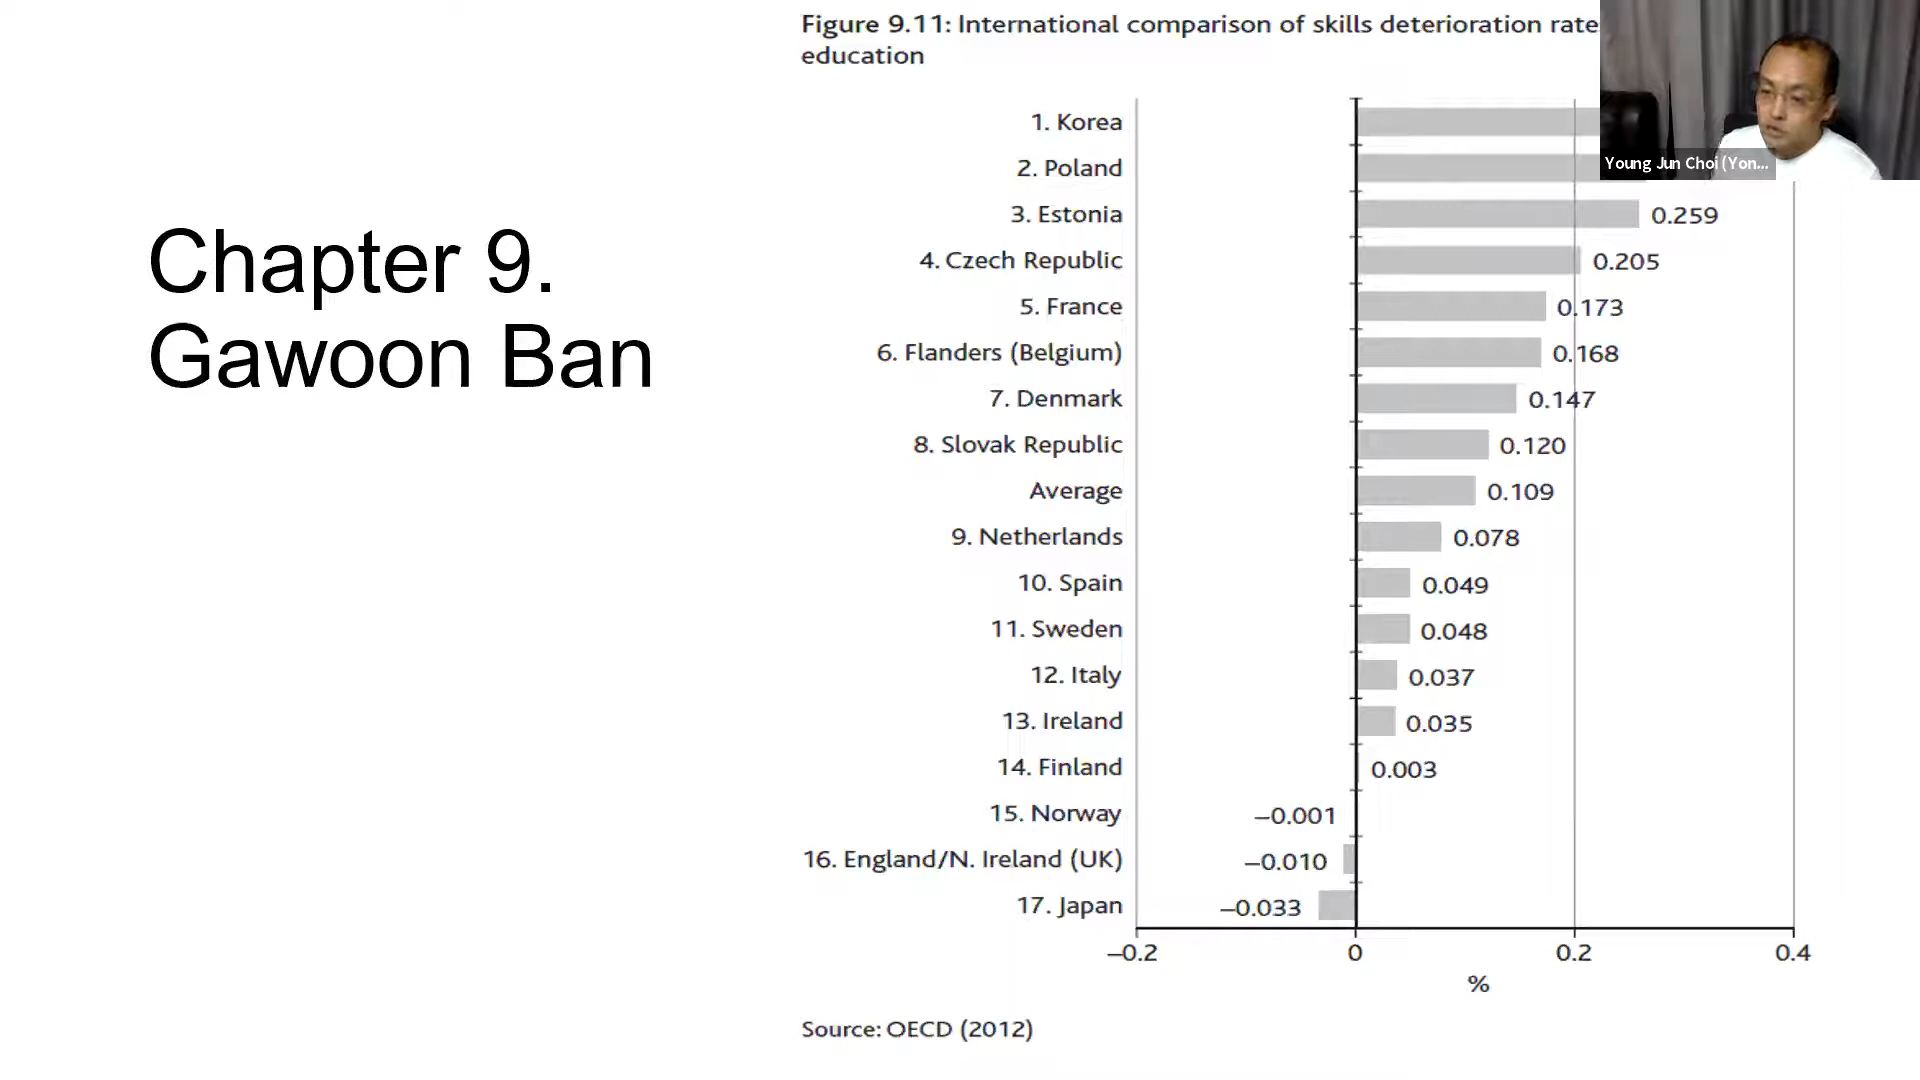 Figure 9.11: International comparison of skills deterioration rate
education
Young Jun Choi (Yon...
Chapter 9.
Gawoon Ban
1. Korea
2. Poland
3. Estonia 0.259
4. Czech Republic 0.205
5. France 0.173
6. Flanders (Belgium) 0.168
7. Denmark 0.147
8. Slovak Republic 0.120
Average 0.109
9. Netherlands 0.078
10. Spain 0.049
11. Sweden 0.048
12. Italy 0.037
13. Ireland 0.035
14. Finland 0.003
15. Norway –0.001
16. England/N. Ireland (UK) –0.010
17. Japan –0.033
–0.2 0 0.2 0.4
%
Source: OECD (2012)